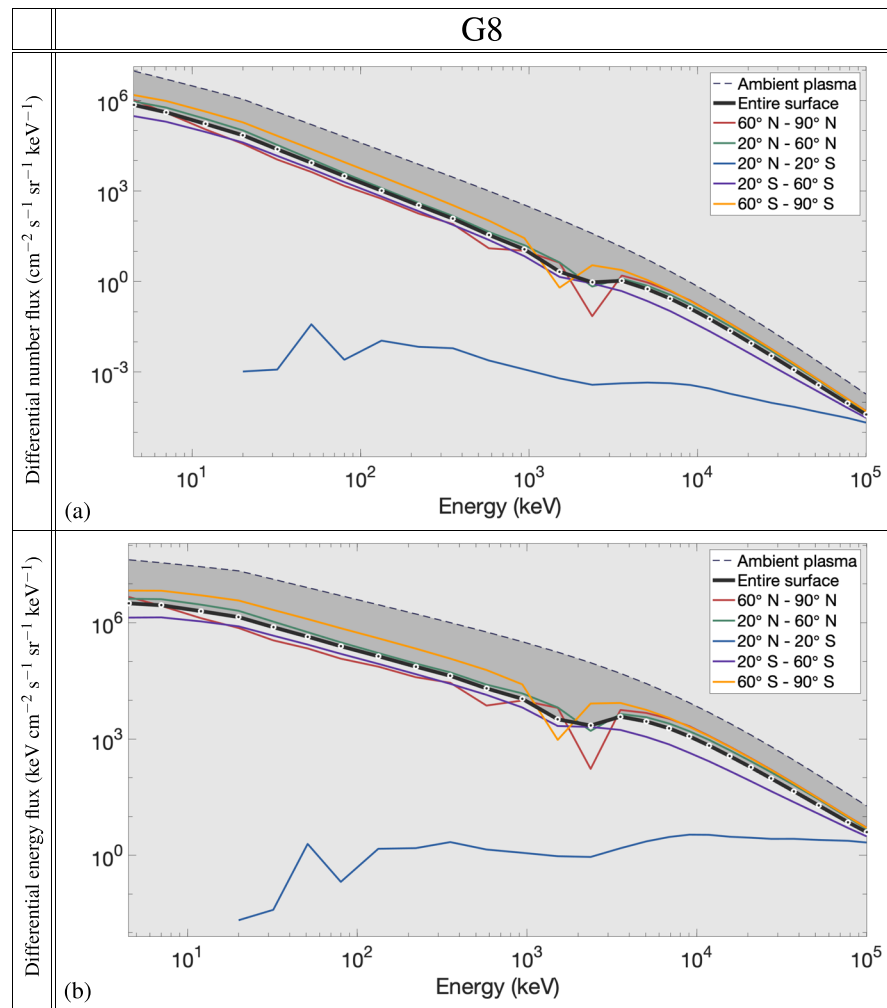 G8
Differential number flux (cm⁻² s⁻¹ sr⁻¹ keV⁻¹)
10⁶
10³
10⁰
10⁻³
Ambient plasma
Entire surface
60° N - 90° N
20° N - 60° N
20° N - 20° S
20° S - 60° S
60° S - 90° S
10¹ 10² 10³ 10⁴ 10⁵
Energy (keV)
(a)
Differential energy flux (keV cm⁻² s⁻¹ sr⁻¹ keV⁻¹)
10⁶
10³
10⁰
Ambient plasma
Entire surface
60° N - 90° N
20° N - 60° N
20° N - 20° S
20° S - 60° S
60° S - 90° S
10¹ 10² 10³ 10⁴ 10⁵
Energy (keV)
(b)